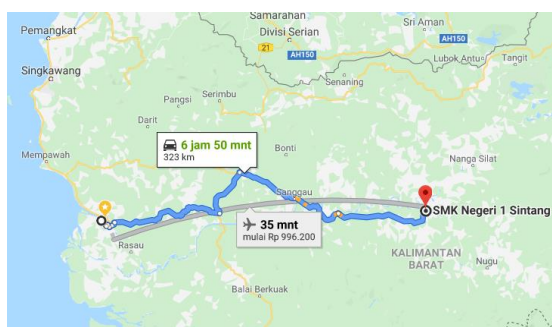 Samarahan
Pemangkat
Divisi Serian
Sri Aman
21
AH150
AH150
Lubok Antu
Tangit
Singkawang
Senaning
Serimbu
Pangsi
Darit
6 jam 50 mnt
323 km
Bonti
Mempawah
Nanga Silat
Sanggau
SMK Negeri 1 Sintang
35 mnt
mulai Rp 996.200
Rasau
KALIMANTAN
BARAT
Nugu
Balai Berkuak